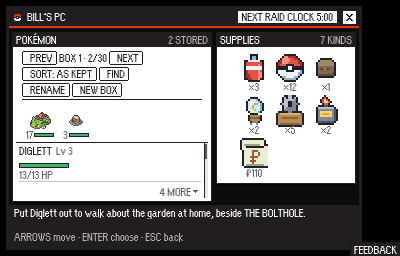 BILL'S PC
NEXT RAID CLOCK 5:00 X
POKÉMON 2 STORED
SUPPLIES 7 KINDS
PREV BOX 1 · 2/30 NEXT
SORT: AS KEPT FIND
RENAME NEW BOX
17 3
DIGLETT Lv 3
13/13 HP
4 MORE
×3 ×12 ×1
×2 ×5 ×2
₽110
Put Diglett out to walk about the garden at home, beside THE BOLTHOLE.
ARROWS move · ENTER choose · ESC back
FEEDBACK